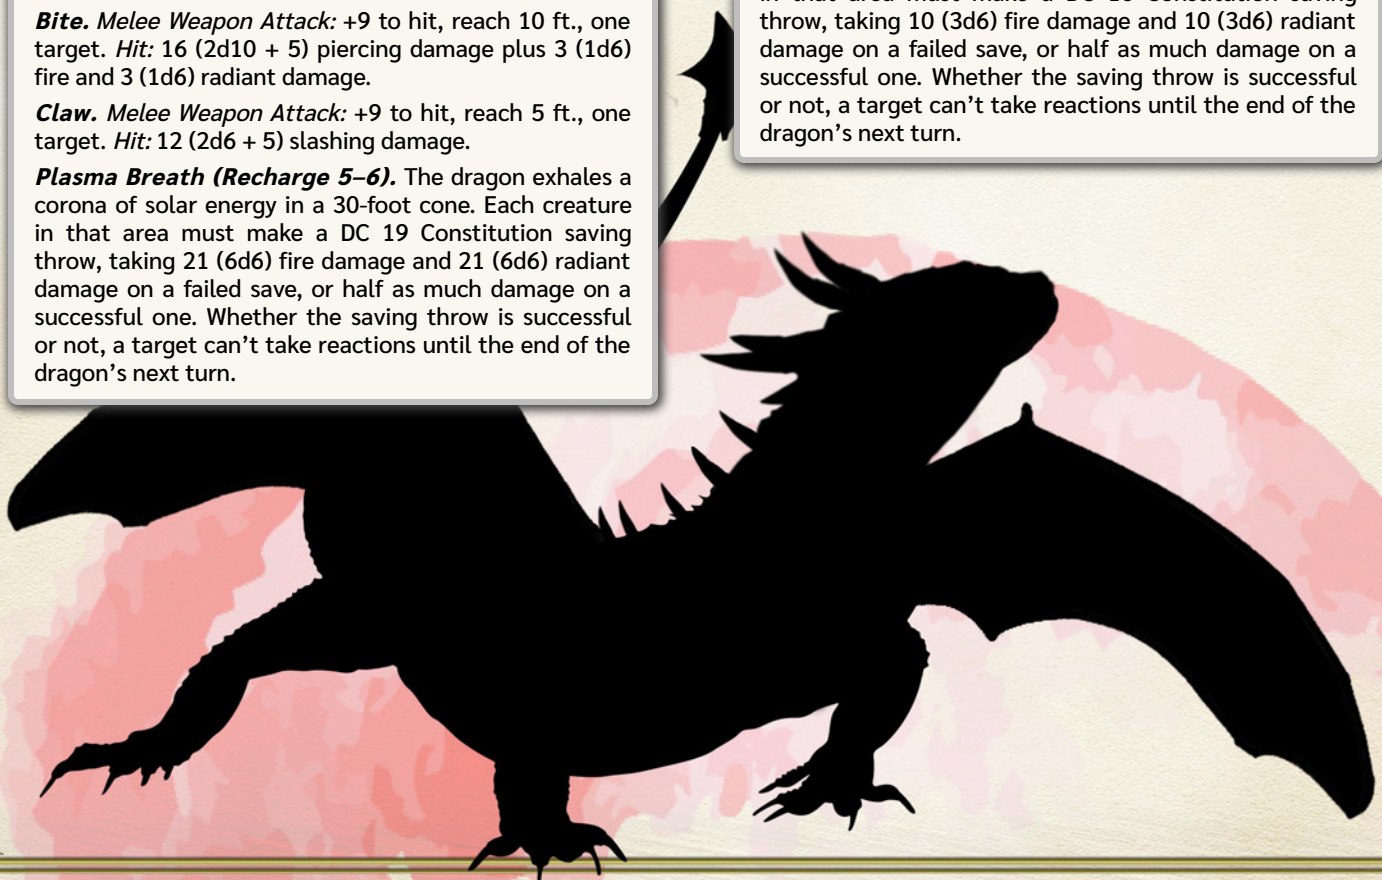 Bite. Melee Weapon Attack: +9 to hit, reach 10 ft., one
target. Hit: 16 (2d10 + 5) piercing damage plus 3 (1d6)
fire and 3 (1d6) radiant damage.
Claw. Melee Weapon Attack: +9 to hit, reach 5 ft., one
target. Hit: 12 (2d6 + 5) slashing damage.
Plasma Breath (Recharge 5–6). The dragon exhales a
corona of solar energy in a 30-foot cone. Each creature
in that area must make a DC 19 Constitution saving
throw, taking 21 (6d6) fire damage and 21 (6d6) radiant
damage on a failed save, or half as much damage on a
successful one. Whether the saving throw is successful
or not, a target can’t take reactions until the end of the
dragon’s next turn.
in that area must make a DC Constitution saving
throw, taking 10 (3d6) fire damage and 10 (3d6) radiant
damage on a failed save, or half as much damage on a
successful one. Whether the saving throw is successful
or not, a target can’t take reactions until the end of the
dragon’s next turn.